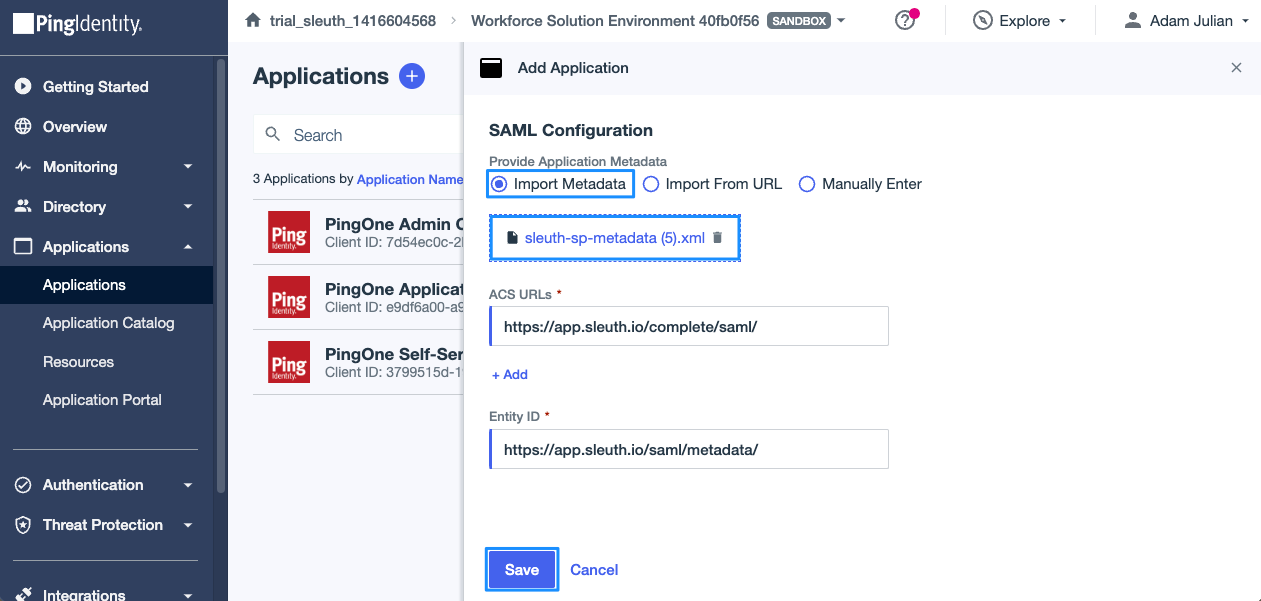 PingIdentity.
trial_sleuth_1416604568
Workforce Solution Environment 40fb0f56 SANDBOX
Explore
Adam Julian
Getting Started
Overview
Monitoring
Directory
Applications
Applications
Application Catalog
Resources
Application Portal
Authentication
Threat Protection
Integrations
Applications
Search
3 Applications by Application Name
Ping Identity.
PingOne Admin C
Client ID: 7d54ec0c-2
Ping Identity.
PingOne Applicat
Client ID: e9df6a00-a9
Ping Identity.
PingOne Self-Ser
Client ID: 3799515d-1
Add Application
SAML Configuration
Provide Application Metadata
Import Metadata Import From URL Manually Enter
sleuth-sp-metadata (5).xml
ACS URLs *
https://app.sleuth.io/complete/saml/
+ Add
Entity ID *
https://app.sleuth.io/saml/metadata/
Save Cancel